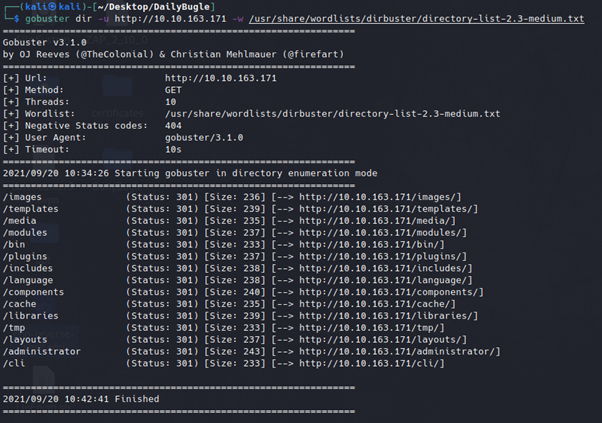 ┌──(kali㉿kali)-[~/Desktop/DailyBugle]
└─$ gobuster dir -u http://10.10.163.171 -w /usr/share/wordlists/dirbuster/directory-list-2.3-medium.txt
===============================================================
Gobuster v3.1.0
by OJ Reeves (@TheColonial) & Christian Mehlmauer (@firefart)
===============================================================
[+] Url:                     http://10.10.163.171
[+] Method:                  GET
[+] Threads:                 10
[+] Wordlist:                /usr/share/wordlists/dirbuster/directory-list-2.3-medium.txt
[+] Negative Status codes:   404
[+] User Agent:              gobuster/3.1.0
[+] Timeout:                 10s
===============================================================
2021/09/20 10:34:26 Starting gobuster in directory enumeration mode
===============================================================
/images               (Status: 301) [Size: 236] [--> http://10.10.163.171/images/]
/templates            (Status: 301) [Size: 239] [--> http://10.10.163.171/templates/]
/media                (Status: 301) [Size: 235] [--> http://10.10.163.171/media/]
/modules              (Status: 301) [Size: 237] [--> http://10.10.163.171/modules/]
/bin                  (Status: 301) [Size: 233] [--> http://10.10.163.171/bin/]
/plugins              (Status: 301) [Size: 237] [--> http://10.10.163.171/plugins/]
/includes             (Status: 301) [Size: 238] [--> http://10.10.163.171/includes/]
/language             (Status: 301) [Size: 238] [--> http://10.10.163.171/language/]
/components           (Status: 301) [Size: 240] [--> http://10.10.163.171/components/]
/cache                (Status: 301) [Size: 235] [--> http://10.10.163.171/cache/]
/libraries            (Status: 301) [Size: 239] [--> http://10.10.163.171/libraries/]
/tmp                  (Status: 301) [Size: 233] [--> http://10.10.163.171/tmp/]
/layouts              (Status: 301) [Size: 237] [--> http://10.10.163.171/layouts/]
/administrator        (Status: 301) [Size: 243] [--> http://10.10.163.171/administrator/]
/cli                  (Status: 301) [Size: 233] [--> http://10.10.163.171/cli/]
===============================================================
2021/09/20 10:42:41 Finished
===============================================================